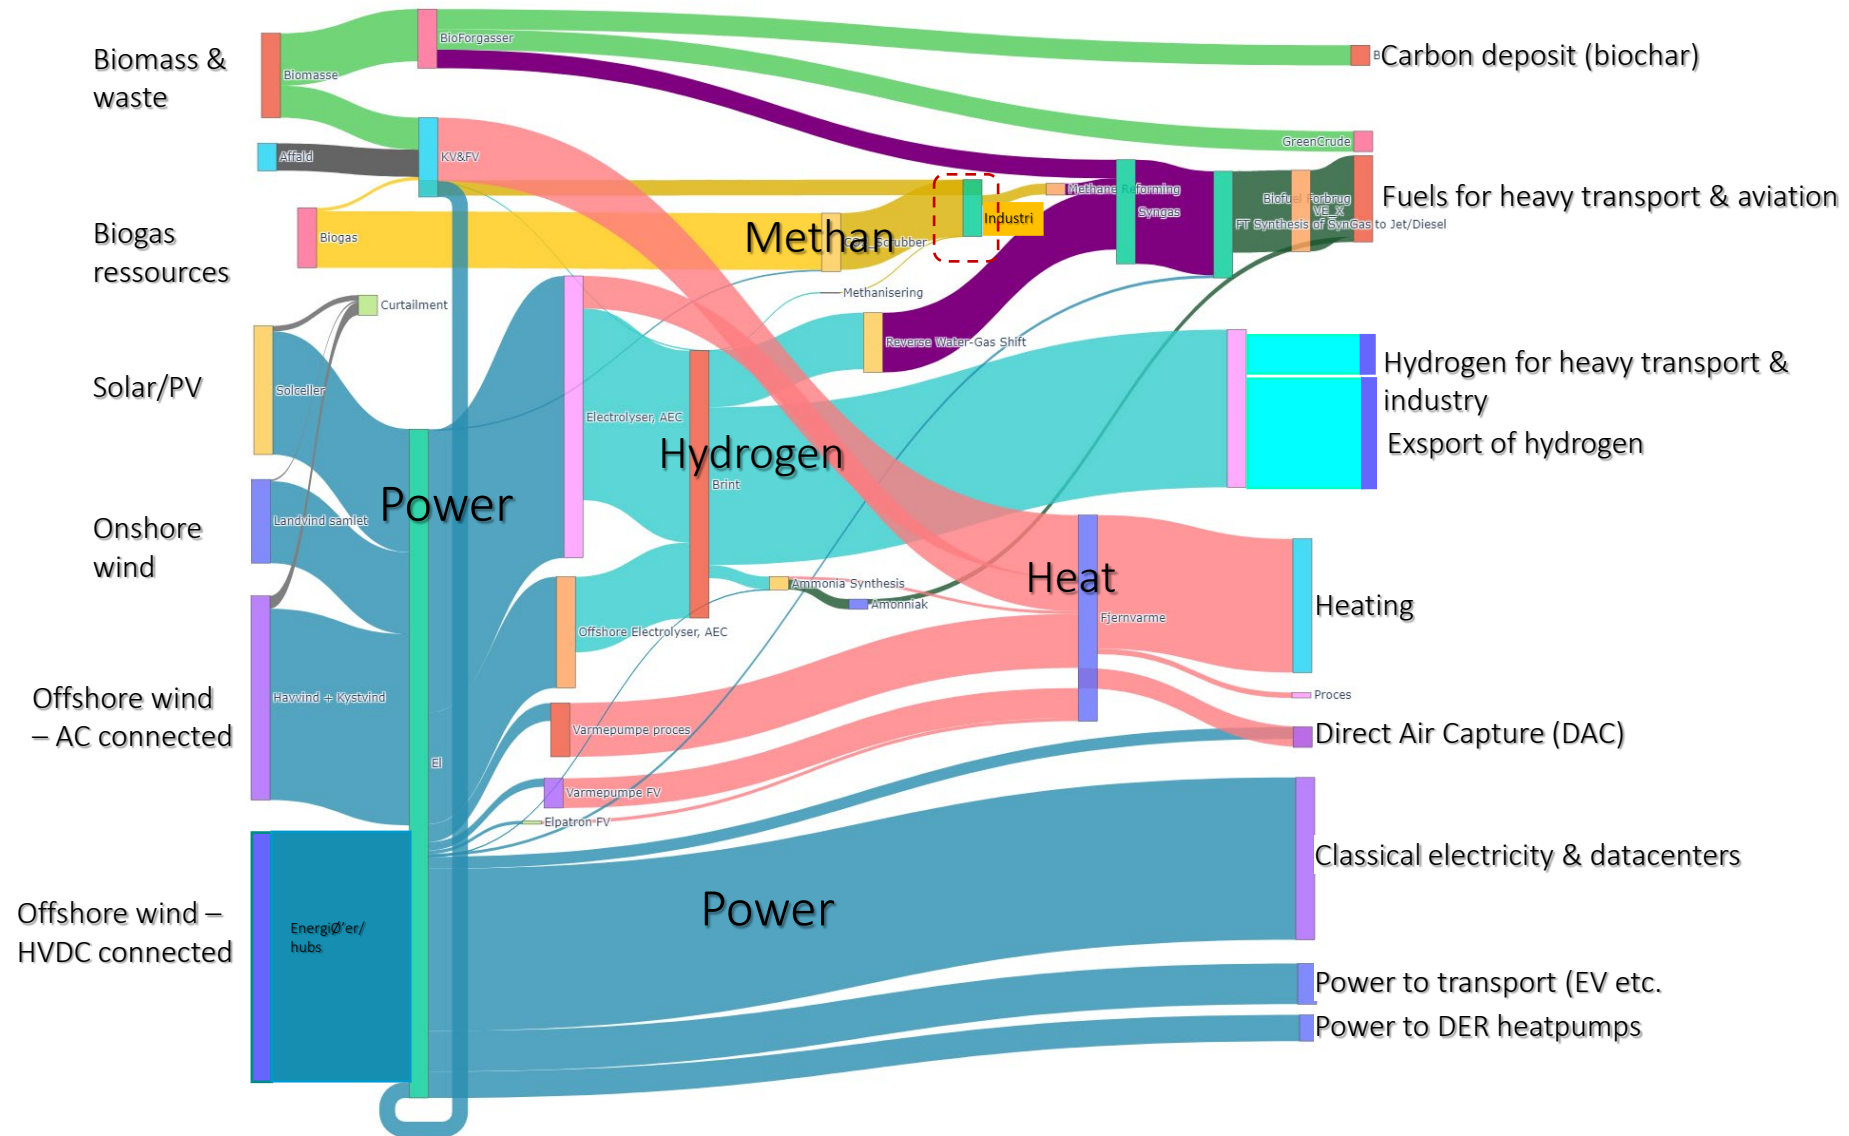 Biomass &
waste
Biogas
ressources
Solar/PV
Onshore
wind
Offshore wind
– AC connected
Offshore wind –
HVDC connected
Biomasse
Affald
Biogas
Curtailment
Solceller
Landvind samlet
Havvind + Kystvind
EnergiØ'er/
hubs
BioForgasser
KV&FV
Power
El
Methan
CO2_Scrubber
Industri
Methanisering
Methane Reforming
Syngas
Reverse Water-Gas Shift
Electrolyser, AEC
Hydrogen
Brint
Offshore Electrolyser, AEC
Ammonia Synthesis
Amonniak
Varmepumpe proces
Varmepumpe FV
Elpatron FV
Heat
Fjernvarme
Power
GreenCrude
Biofuel Forbrug
VE_X
FT Synthesis of SynGas to Jet/Diesel
B
Carbon deposit (biochar)
Fuels for heavy transport & aviation
Hydrogen for heavy transport &
industry
Exsport of hydrogen
Heating
Proces
Direct Air Capture (DAC)
Classical electricity & datacenters
Power to transport (EV etc.
Power to DER heatpumps